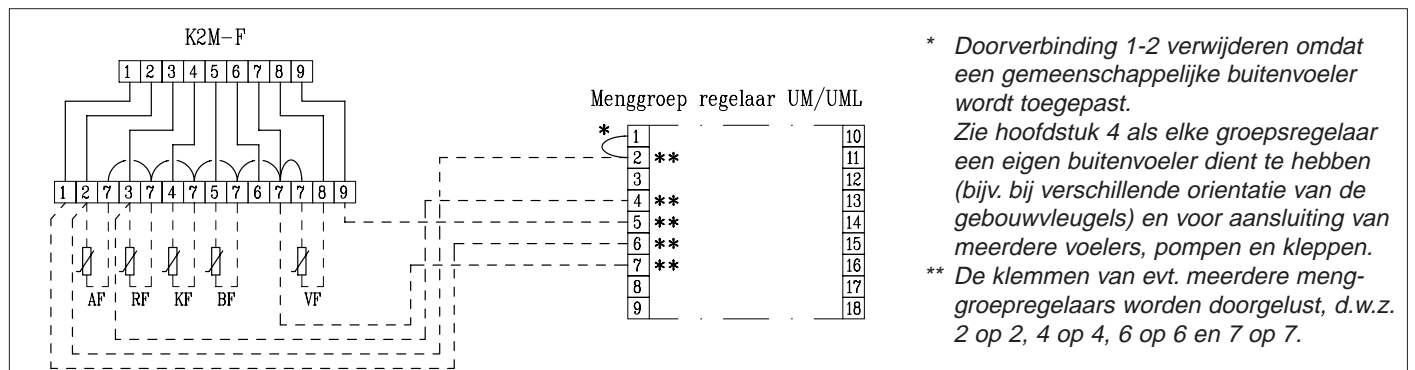 K2M-F
1 2 3 4 5 6 7 8 9
1 2 7 3 7 4 7 5 7 6 7 7 8 9
AF RF KF BF VF
Menggroep regelaar UM/UML
*
1 10
2 ** 11
3 12
4 ** 13
5 ** 14
6 ** 15
7 ** 16
8 17
9 18
* Doorverbinding 1-2 verwijderen omdat
een gemeenschappelijke buitenvoeler
wordt toegepast.
Zie hoofdstuk 4 als elke groepsregelaar
een eigen buitenvoeler dient te hebben
(bijv. bij verschillende orientatie van de
gebouwvleugels) en voor aansluiting van
meerdere voelers, pompen en kleppen.
** De klemmen van evt. meerdere meng-
groepregelaars worden doorgelust, d.w.z.
2 op 2, 4 op 4, 6 op 6 en 7 op 7.